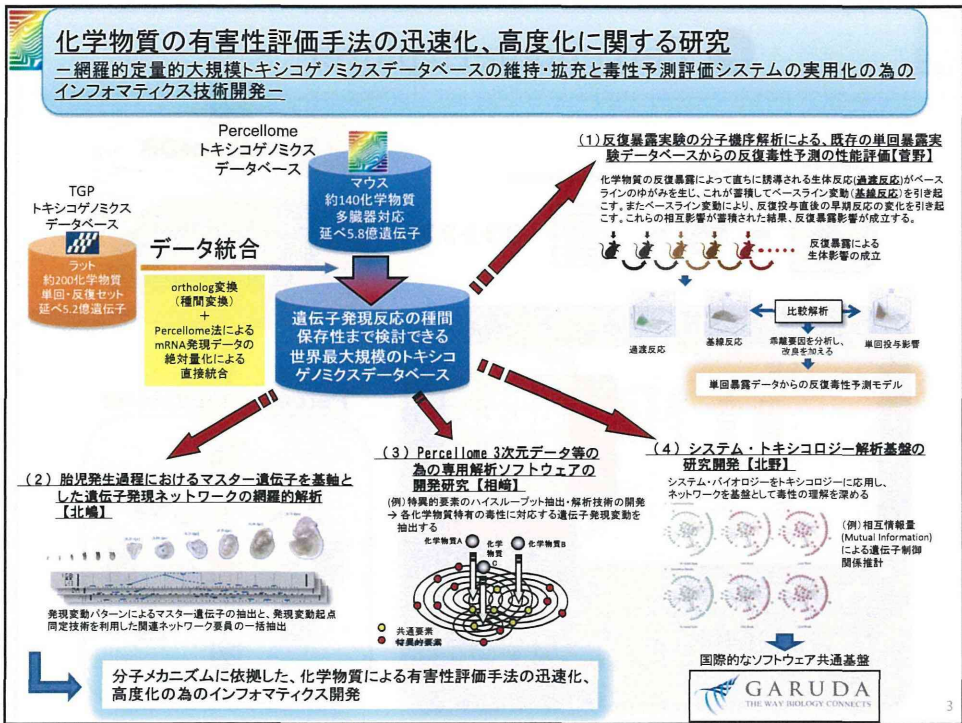 化学物質の有害性評価手法の迅速化、高度化に関する研究
－網羅的定量的大規模トキシコゲノミクスデータベースの維持・拡充と毒性予測評価システムの実用化の為の
インフォマティクス技術開発－
Percellome
トキシコゲノミクス
データベース
マウス
約140化学物質
多臓器対応
延べ5.8億遺伝子
TGP
トキシコゲノミクス
データベース
ラット
約200化学物質
単回・反復セット
延べ5.2億遺伝子
データ統合
ortholog変換
(種間変換)
+
Percellome法による
mRNA発現データの
絶対量化による
直接統合
遺伝子発現反応の種間
保存性まで検討できる
世界最大規模のトキシコ
ゲノミクスデータベース
(1)反復暴露実験の分子機序解析による、既存の単回暴露実
験データベースからの反復毒性予測の性能評価【菅野】
化学物質の反復暴露によって直ちに誘導される生体反応(過渡反応)がベース
ラインのゆがみを生じ、これが蓄積してベースライン変動(基線反応)を引き起
こす。またベースライン変動により、反復投与直後の早期反応の変化を引き起
こす。これらの相互影響が蓄積された結果、反復暴露影響が成立する。
反復暴露による
生体影響の成立
過渡反応
基線反応
比較解析
乖離要因を分析し、
改良を加える
単回投与影響
単回暴露データからの反復毒性予測モデル
(2)胎児発生過程におけるマスター遺伝子を基軸と
した遺伝子発現ネットワークの網羅的解析
【北嶋】
発現変動パターンによるマスター遺伝子の抽出と、発現変動起点
同定技術を利用した関連ネットワーク要員の一括抽出
(3) Percellome 3次元データ等の
為の専用解析ソフトウェアの
開発研究【相﨑】
(例)特異的要素のハイスループット抽出・解析技術の開発
→ 各化学物質特有の毒性に対応する遺伝子発現変動を
抽出する
化学物質A
化学
物質
C
化学物質B
共通要素
特異的要素
(4) システム・トキシコロジー解析基盤の
研究開発【北野】
システム・バイオロジーをトキシコロジーに応用し、
ネットワークを基盤として毒性の理解を深める
(例)相互情報量
(Mutual Information)
による遺伝子制御
関係推計
国際的なソフトウェア共通基盤
GARUDA
THE WAY BIOLOGY CONNECTS
分子メカニズムに依拠した、化学物質による有害性評価手法の迅速化、
高度化の為のインフォマティクス開発
3